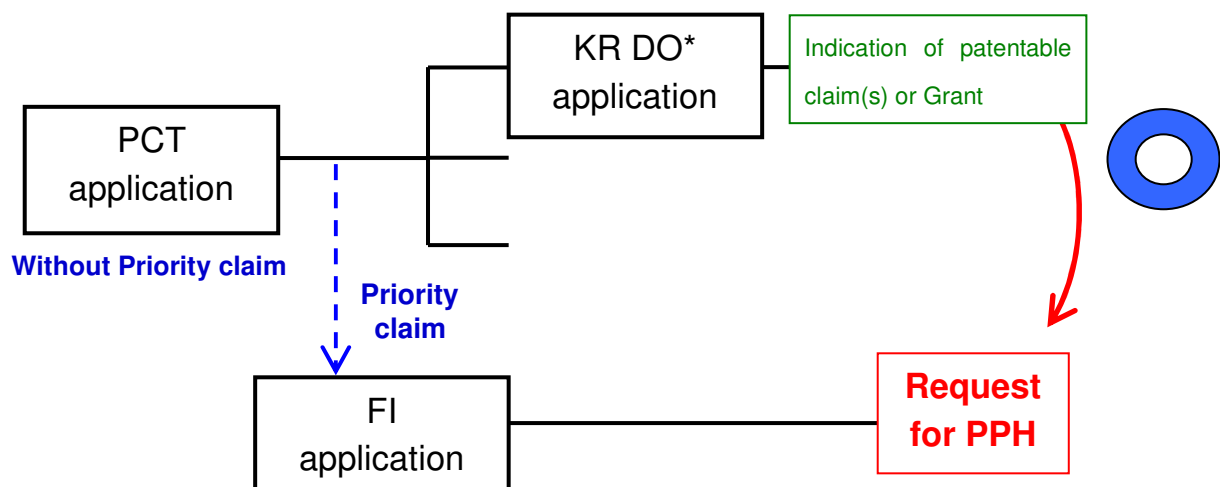 KR DO*
application
Indication of patentable
claim(s) or Grant
PCT
application
Without Priority claim
Priority
claim
FI
application
Request
for PPH